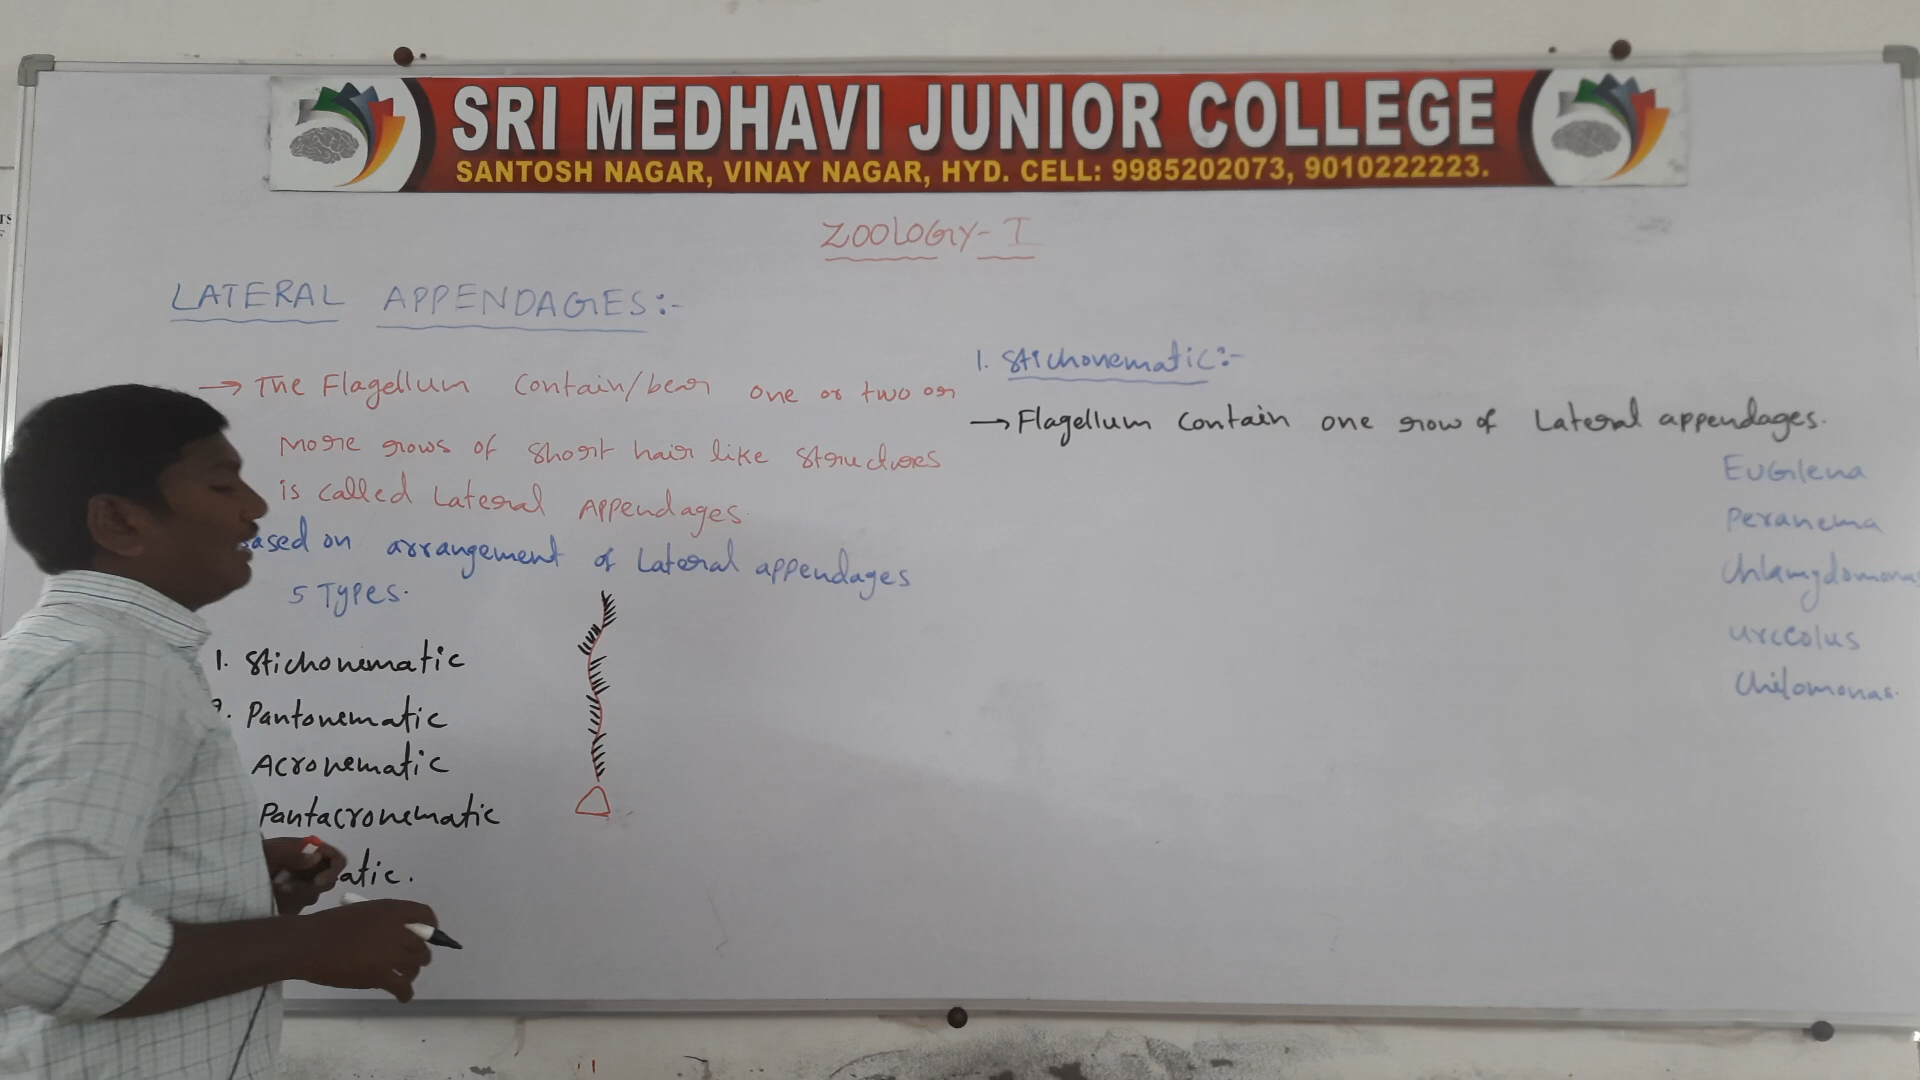 SRI MEDHAVI JUNIOR COLLEGE
SANTOSH NAGAR, VINAY NAGAR, HYD. CELL: 9985202073, 9010222223.
ZOOLOGY-I
LATERAL APPENDAGES:-
→ The Flagellum Contain/bear one or two or
More rows of Short hair like Structures
is called Lateral Appendages.
ased on arrangement of Lateral appendages
5 Types.
1. Stichonematic
2. Pantonematic
Acronematic
Pantacronematic
atic.
1. Stichonematic:-
→ Flagellum Contain one row of Lateral appendages.
EuGlena
Peranema
Chlamydomonas
Urceolus
Chilomonas.